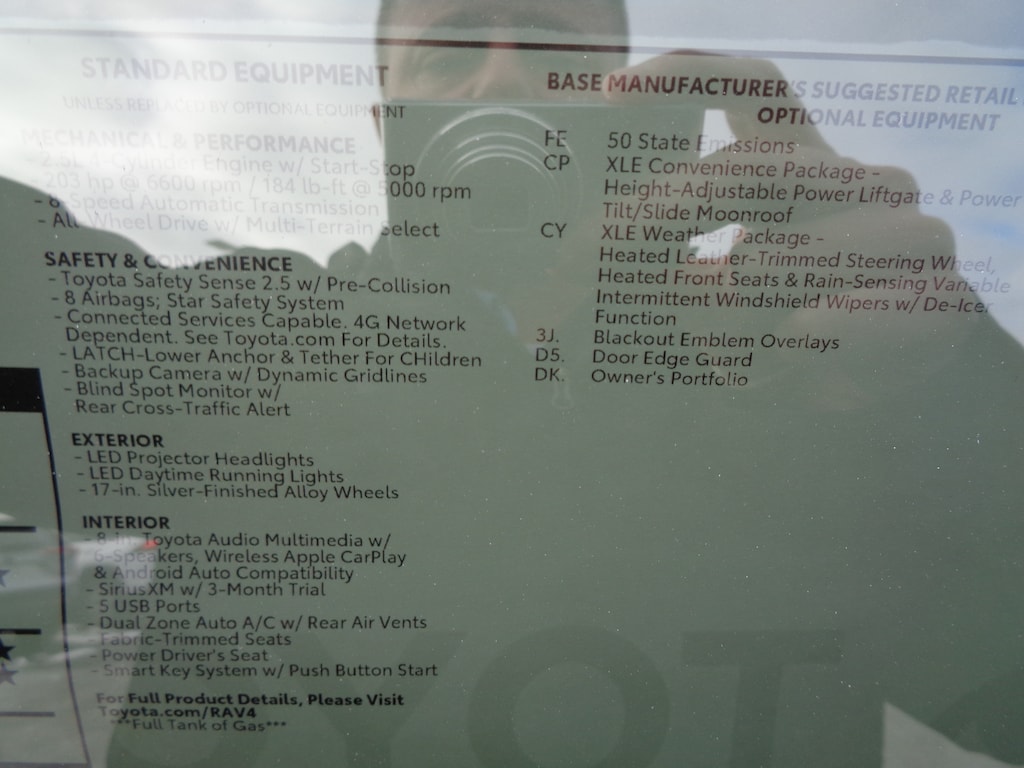 STANDARD EQUIPMENT
UNLESS REPLACED BY OPTIONAL EQUIPMENT
MECHANICAL & PERFORMANCE
- 2.5L 4-Cylinder Engine w/ Start-Stop
- 203 hp @ 6600 rpm / 184 lb-ft @ 5000 rpm
- 8 Speed Automatic Transmission
- All Wheel Drive w/ Multi-Terrain Select
SAFETY & CONVENIENCE
- Toyota Safety Sense 2.5 w/ Pre-Collision
- 8 Airbags; Star Safety System
- Connected Services Capable. 4G Network
Dependent. See Toyota.com For Details.
- LATCH-Lower Anchor & Tether For CHildren
- Backup Camera w/ Dynamic Gridlines
- Blind Spot Monitor w/
Rear Cross-Traffic Alert
EXTERIOR
- LED Projector Headlights
- LED Daytime Running Lights
- 17-in. Silver-Finished Alloy Wheels
INTERIOR
- 8-in. Toyota Audio Multimedia w/
6-Speakers, Wireless Apple CarPlay
& Android Auto Compatibility
- SiriusXM w/ 3-Month Trial
- 5 USB Ports
- Dual Zone Auto A/C w/ Rear Air Vents
- Fabric-Trimmed Seats
- Power Driver's Seat
- Smart Key System w/ Push Button Start
For Full Product Details, Please Visit
Toyota.com/RAV4
***Full Tank of Gas***
BASE MANUFACTURER'S SUGGESTED RETAIL
OPTIONAL EQUIPMENT
FE 50 State Emissions
CP XLE Convenience Package -
Height-Adjustable Power Liftgate & Power
Tilt/Slide Moonroof
CY XLE Weather Package -
Heated Leather-Trimmed Steering Wheel,
Heated Front Seats & Rain-Sensing Variable
Intermittent Windshield Wipers w/ De-Icer
Function
3J. Blackout Emblem Overlays
D5. Door Edge Guard
DK. Owner's Portfolio
YOT